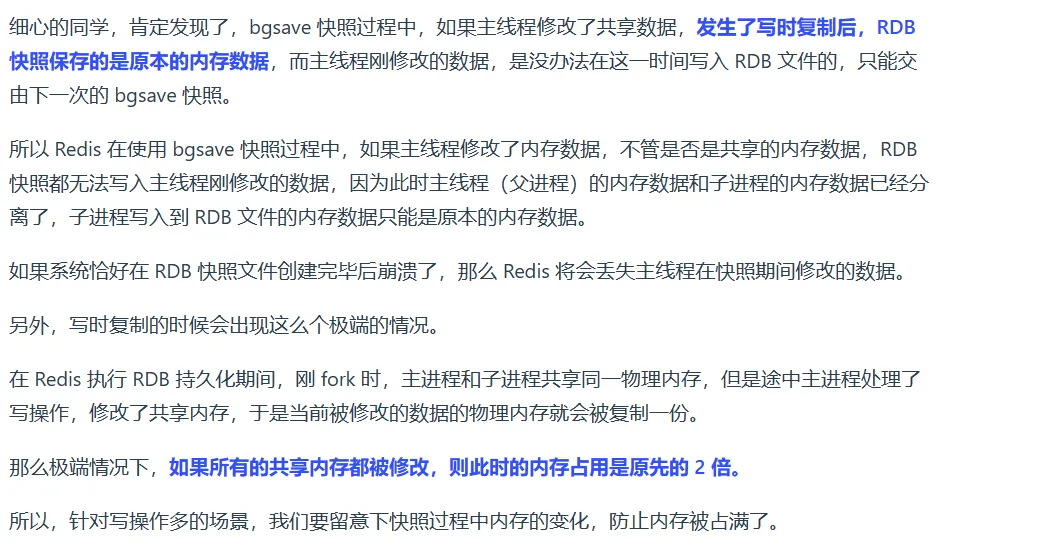 细心的同学，肯定发现了，bgsave 快照过程中，如果主线程修改了共享数据，发生了写时复制后，RDB
快照保存的是原本的内存数据，而主线程刚修改的数据，是没办法在这一时间写入 RDB 文件的，只能交
由下一次的 bgsave 快照。
所以 Redis 在使用 bgsave 快照过程中，如果主线程修改了内存数据，不管是否是共享的内存数据，RDB
快照都无法写入主线程刚修改的数据，因为此时主线程（父进程）的内存数据和子进程的内存数据已经分
离了，子进程写入到 RDB 文件的内存数据只能是原本的内存数据。
如果系统恰好在 RDB 快照文件创建完毕后崩溃了，那么 Redis 将会丢失主线程在快照期间修改的数据。
另外，写时复制的时候会出现这么个极端的情况。
在 Redis 执行 RDB 持久化期间，刚 fork 时，主进程和子进程共享同一物理内存，但是途中主进程处理了
写操作，修改了共享内存，于是当前被修改的数据的物理内存就会被复制一份。
那么极端情况下，如果所有的共享内存都被修改，则此时的内存占用是原先的 2 倍。
所以，针对写操作多的场景，我们要留意下快照过程中内存的变化，防止内存被占满了。